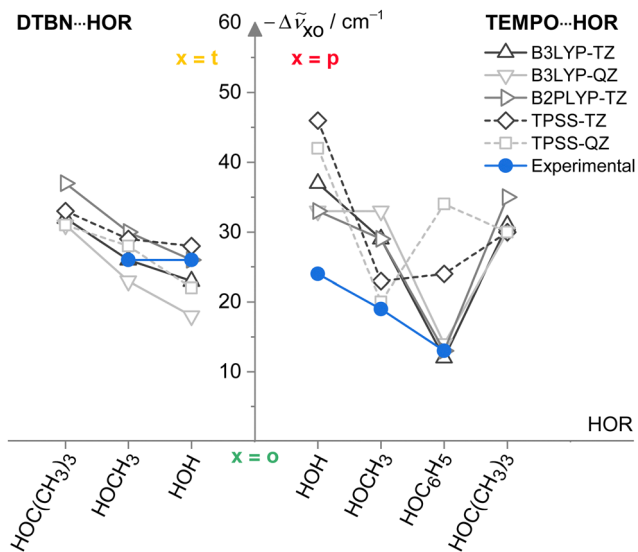 DTBN···HOR
60
−Δν̃xo / cm⁻¹
TEMPO···HOR
x = t
x = p
B3LYP-TZ
B3LYP-QZ
B2PLYP-TZ
TPSS-TZ
TPSS-QZ
Experimental
50
40
30
20
10
HOR
x = o
HOC(CH₃)₃
HOCH₃
HOH
HOH
HOCH₃
HOC₆H₅
HOC(CH₃)₃